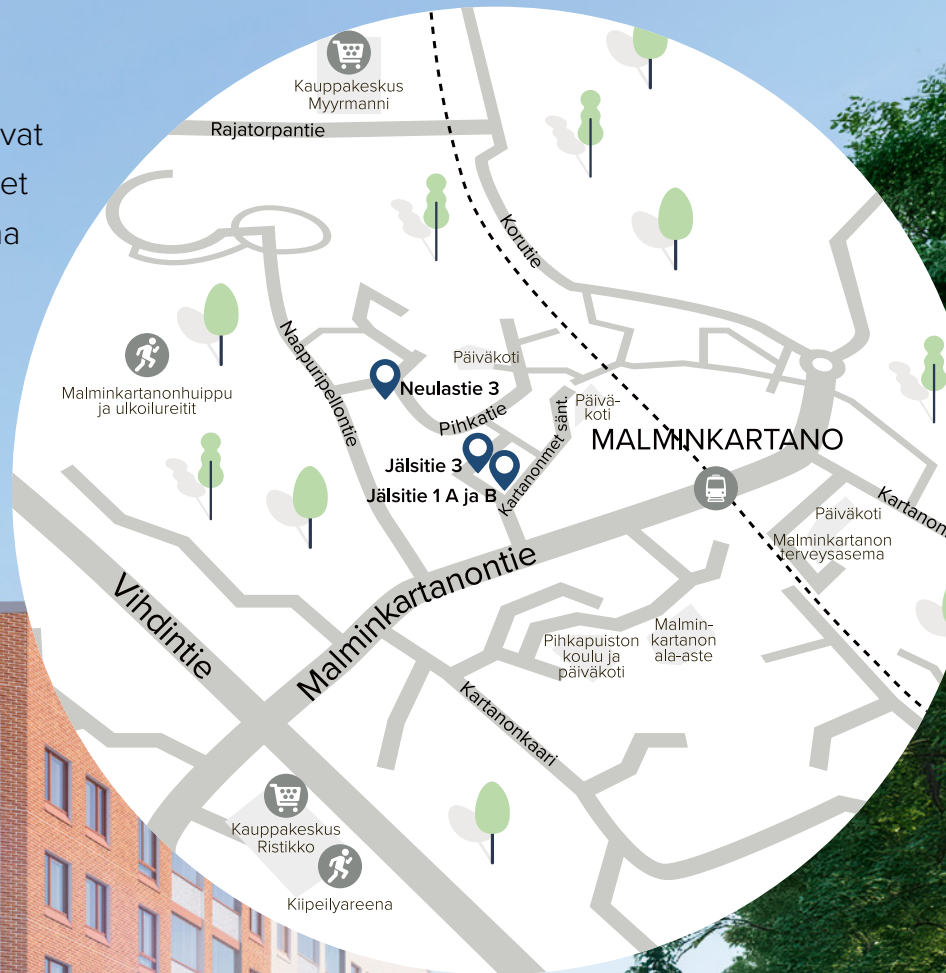 vat
et
na
Kauppakeskus
Myyrmanni
Rajatorpantie
Korutie
Naapuripellontie
Päiväkoti
Malminkartanonhuippu
ja ulkoilureitit
Neulastie 3
Pihkatie
Päivä-
koti
Kartanonmet sänt.
MALMINKARTANO
Jälsitie 3
Jälsitie 1 A ja B
Päiväkoti
Malminkartanon
terveysasema
Malminkartanontie
Vihdintie
Pihkapuiston
koulu ja
päiväkoti
Malmin-
kartanon
ala-aste
Kartanonkaari
Kauppakeskus
Ristikko
Kiipeilyareena